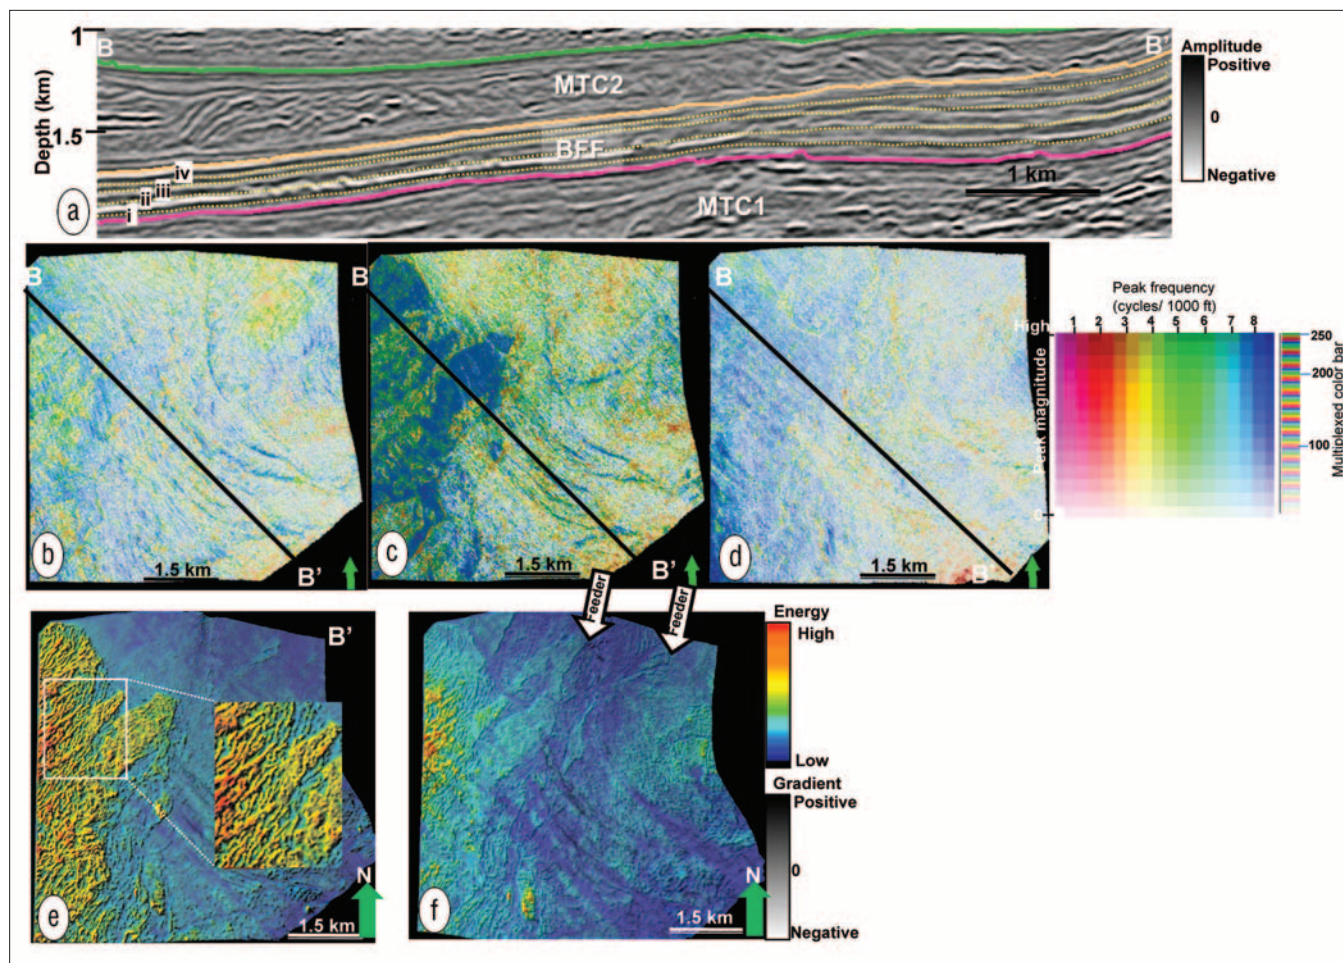 1
B
B'
Amplitude
Positive
MTC2
0
Depth (km)
1.5
BFF
iv
iii
ii
i
1 km
Negative
MTC1
a
B
B
B
Peak frequency
(cycles/ 1000 ft)
High
1 2 3 4 5 6 7 8
250
200
100
Peak magnitude
Multiplexed color bar
b
1.5 km
B'
c
1.5 km
B'
d
1.5 km
B'
Feeder
Feeder
Energy
High
Low
B'
Gradient
Positive
0
Negative
e
N
1.5 km
f
N
1.5 km